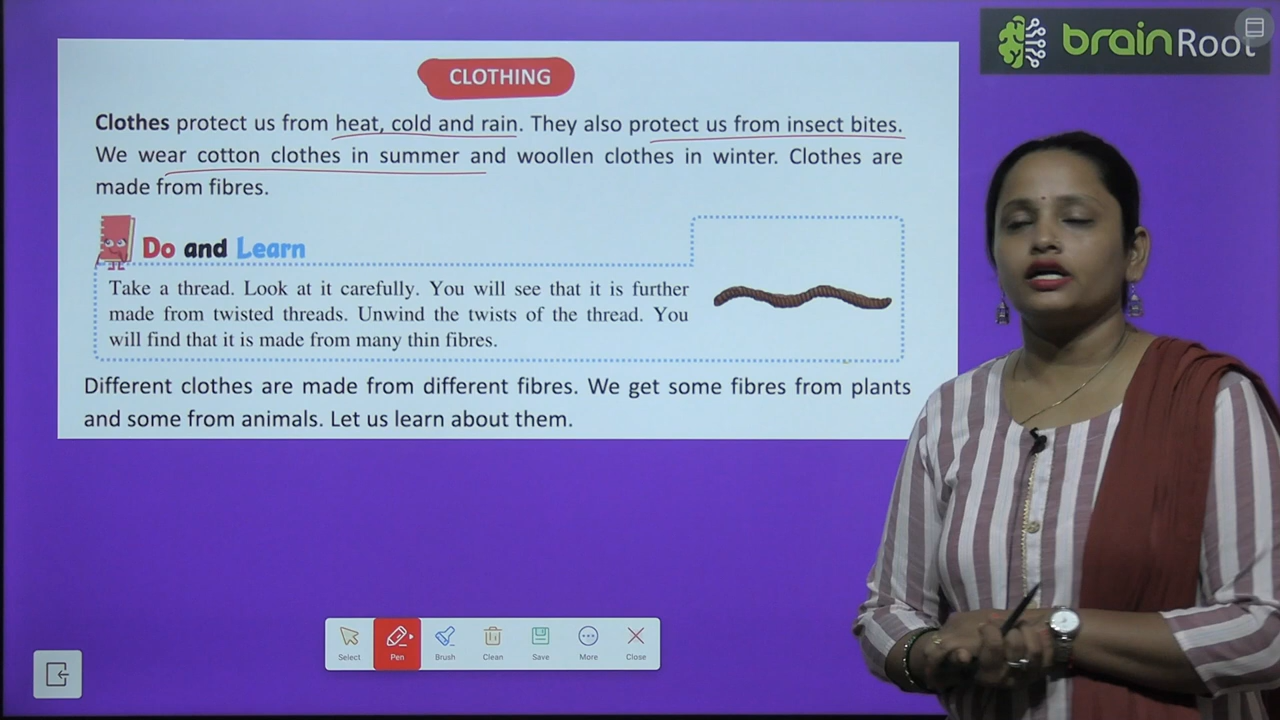 brainRoot
CLOTHING
Clothes protect us from heat, cold and rain. They also protect us from insect bites.
We wear cotton clothes in summer and woollen clothes in winter. Clothes are
made from fibres.
Do and Learn
Take a thread. Look at it carefully. You will see that it is further
made from twisted threads. Unwind the twists of the thread. You
will find that it is made from many thin fibres.
Different clothes are made from different fibres. We get some fibres from plants
and some from animals. Let us learn about them.
Select Pen Brush Clean Save More Close